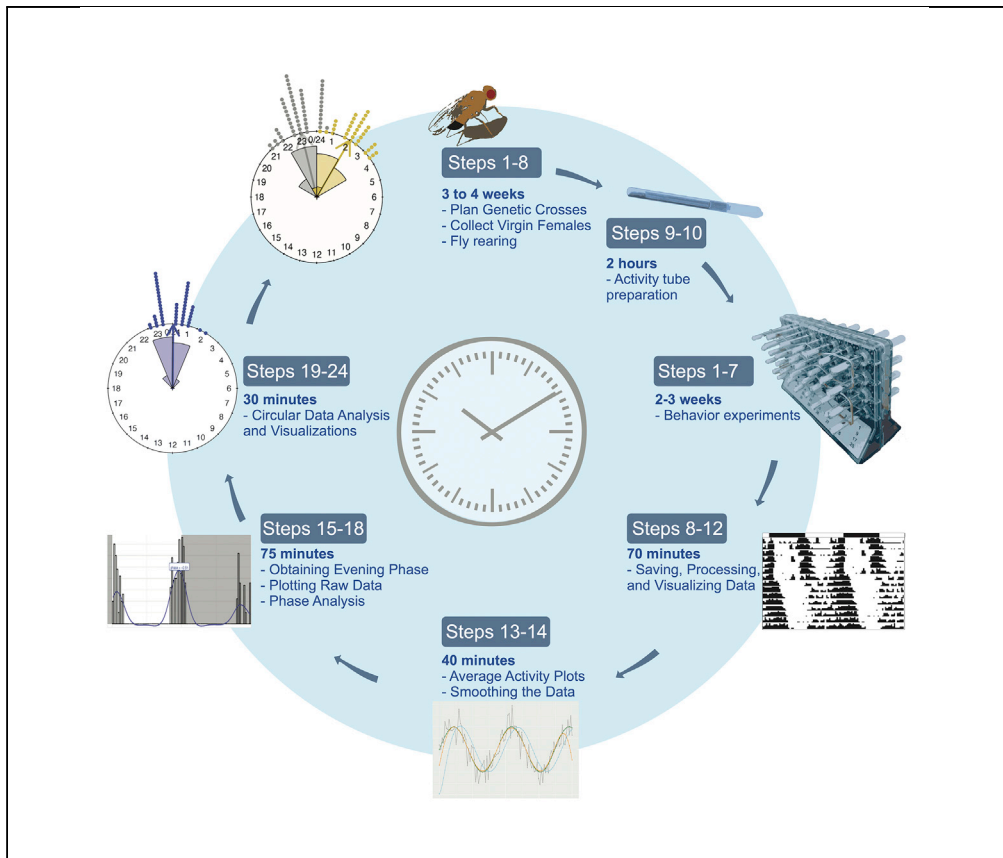 Steps 1-8
3 to 4 weeks
- Plan Genetic Crosses
- Collect Virgin Females
- Fly rearing
Steps 9-10
2 hours
- Activity tube
preparation
Steps 1-7
2-3 weeks
- Behavior experiments
Steps 8-12
70 minutes
- Saving, Processing,
and Visualizing Data
Steps 13-14
40 minutes
- Average Activity Plots
- Smoothing the Data
Steps 15-18
75 minutes
- Obtaining Evening Phase
- Plotting Raw Data
- Phase Analysis
Steps 19-24
30 minutes
- Circular Data Analysis
and Visualizations
0/24
1
2
3
4
5
6
7
8
9
10
11
12
13
14
15
16
17
18
19
20
21
22
23
1
2
3
4
5
6
7
8
9
10
11
12
13
14
15
16
17
18
19
20
21
22
23